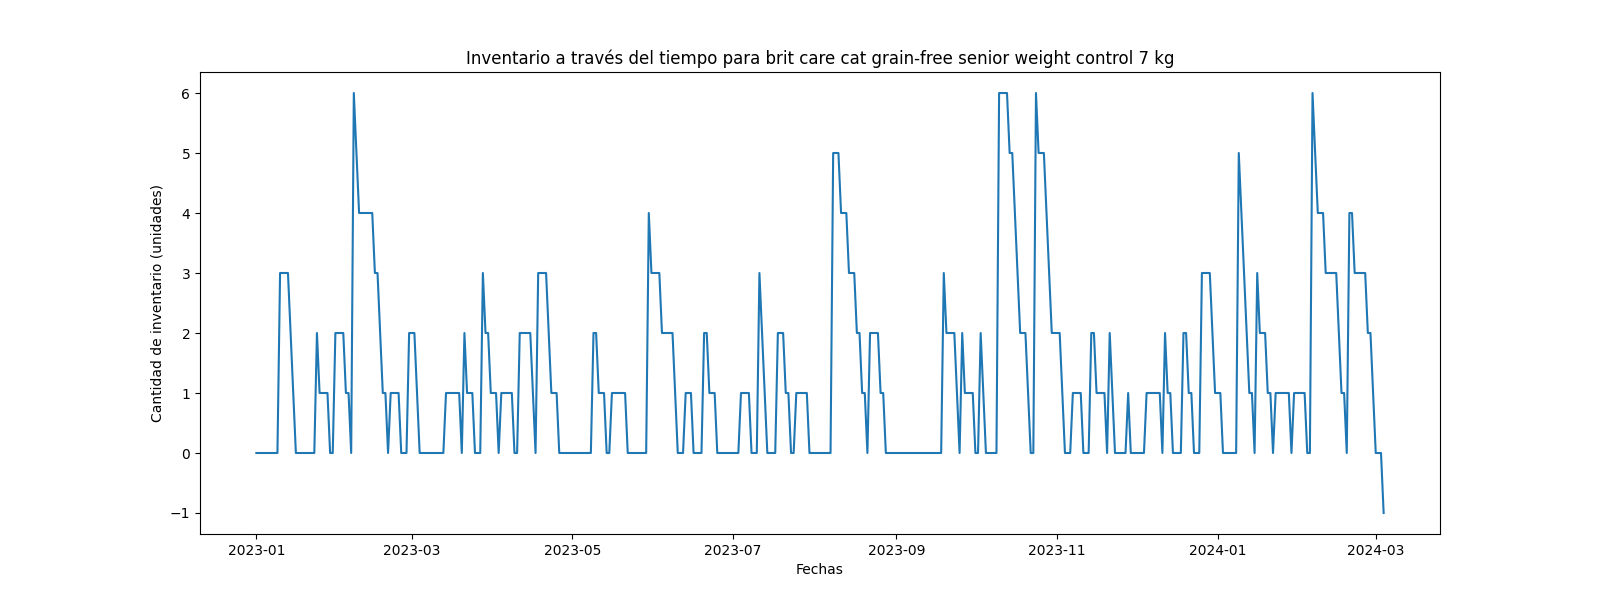 Inventario a través del tiempo para brit care cat grain-free senior weight control 7 kg
Cantidad de inventario (unidades)
6
5
4
3
2
1
0
−1
2023-01 2023-03 2023-05 2023-07 2023-09 2023-11 2024-01 2024-03
Fechas